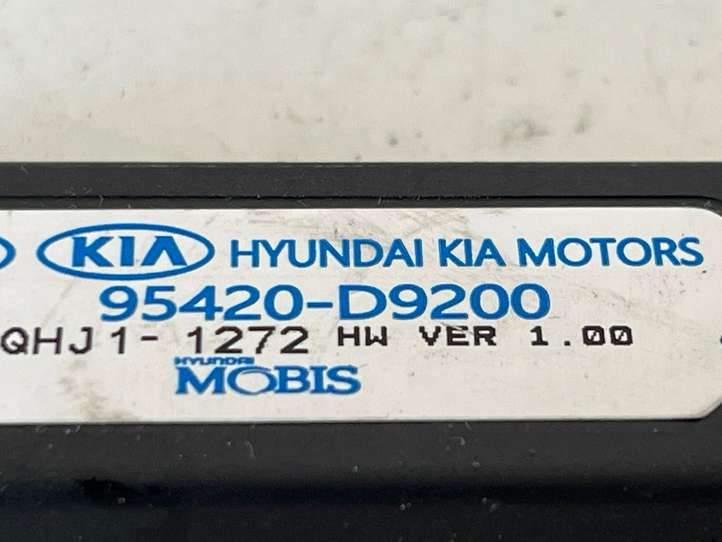 KIA HYUNDAI KIA MOTORS
95420-D9200
QHJ1-1272 HW VER 1.00
HYUNDAI
MOBIS